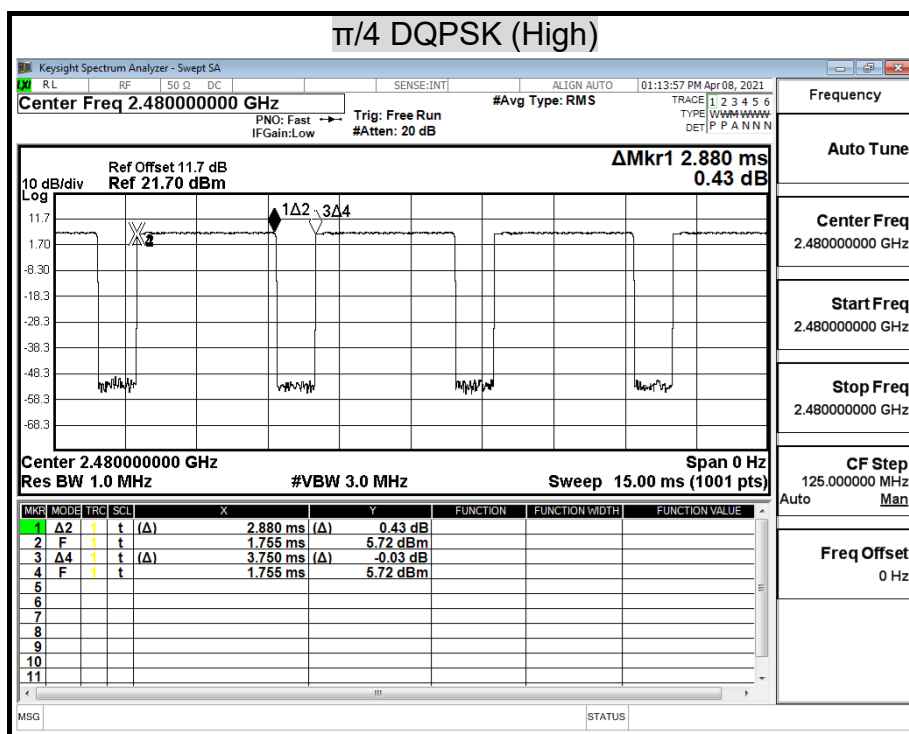 π/4 DQPSK (High)
Keysight Spectrum Analyzer - Swept SA
LXI RL RF 50 Ω DC SENSE:INT ALIGN AUTO 01:13:57 PM Apr 08, 2021
Center Freq 2.480000000 GHz
PNO: Fast
IFGain:Low
Trig: Free Run
#Atten: 20 dB
#Avg Type: RMS
TRACE 1 2 3 4 5 6
TYPE WWMWWWW
DET P P A N N N
Frequency
ΔMkr1 2.880 ms
0.43 dB
Ref Offset 11.7 dB
10 dB/div Ref 21.70 dBm
Log
11.7
1.70
-8.30
-18.3
-28.3
-38.3
-48.3
-58.3
-68.3
2
1Δ2
3Δ4
Center 2.480000000 GHz Span 0 Hz
Res BW 1.0 MHz #VBW 3.0 MHz Sweep 15.00 ms (1001 pts)
MKR MODE TRC SCL X Y FUNCTION FUNCTION WIDTH FUNCTION VALUE
1 Δ2 1 t (Δ) 2.880 ms (Δ) 0.43 dB
2 F 1 t 1.755 ms 5.72 dBm
3 Δ4 1 t (Δ) 3.750 ms (Δ) -0.03 dB
4 F 1 t 1.755 ms 5.72 dBm
5
6
7
8
9
10
11
MSG STATUS
Auto Tune
Center Freq
2.480000000 GHz
Start Freq
2.480000000 GHz
Stop Freq
2.480000000 GHz
CF Step
125.000000 MHz
Auto Man
Freq Offset
0 Hz